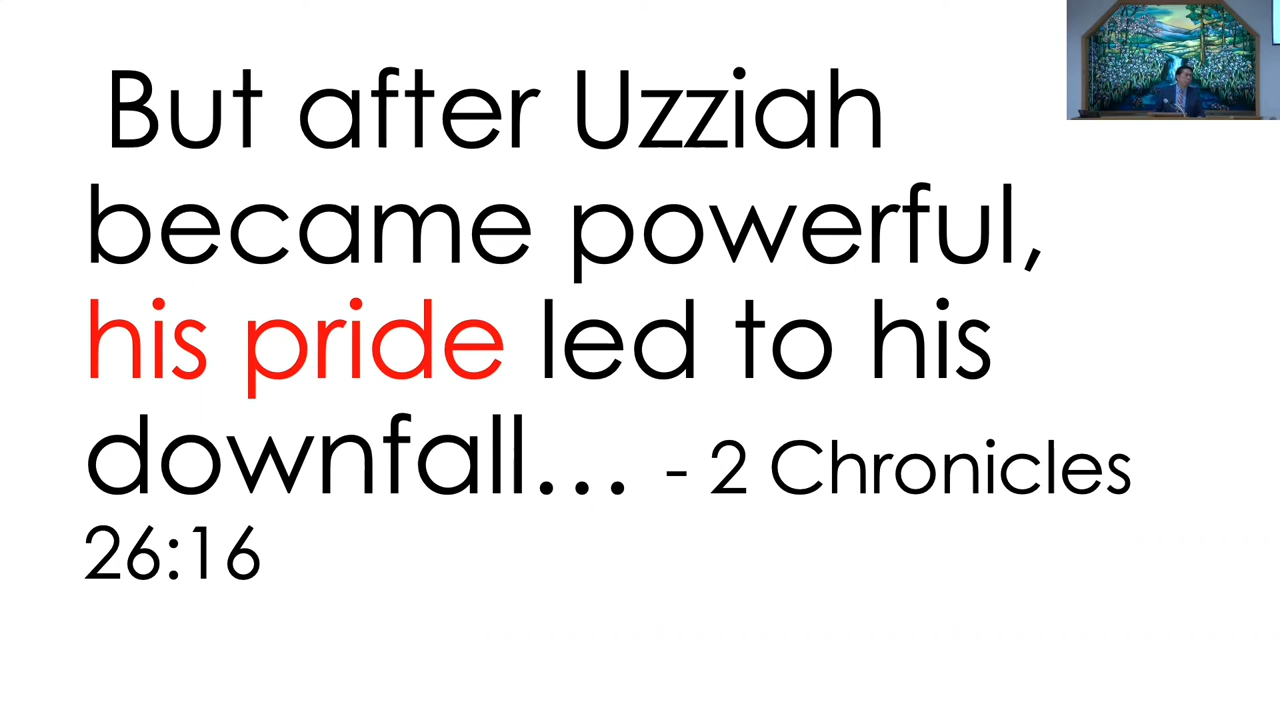 But after Uzziah
became powerful,
his pride led to his
downfall... - 2 Chronicles
26:16